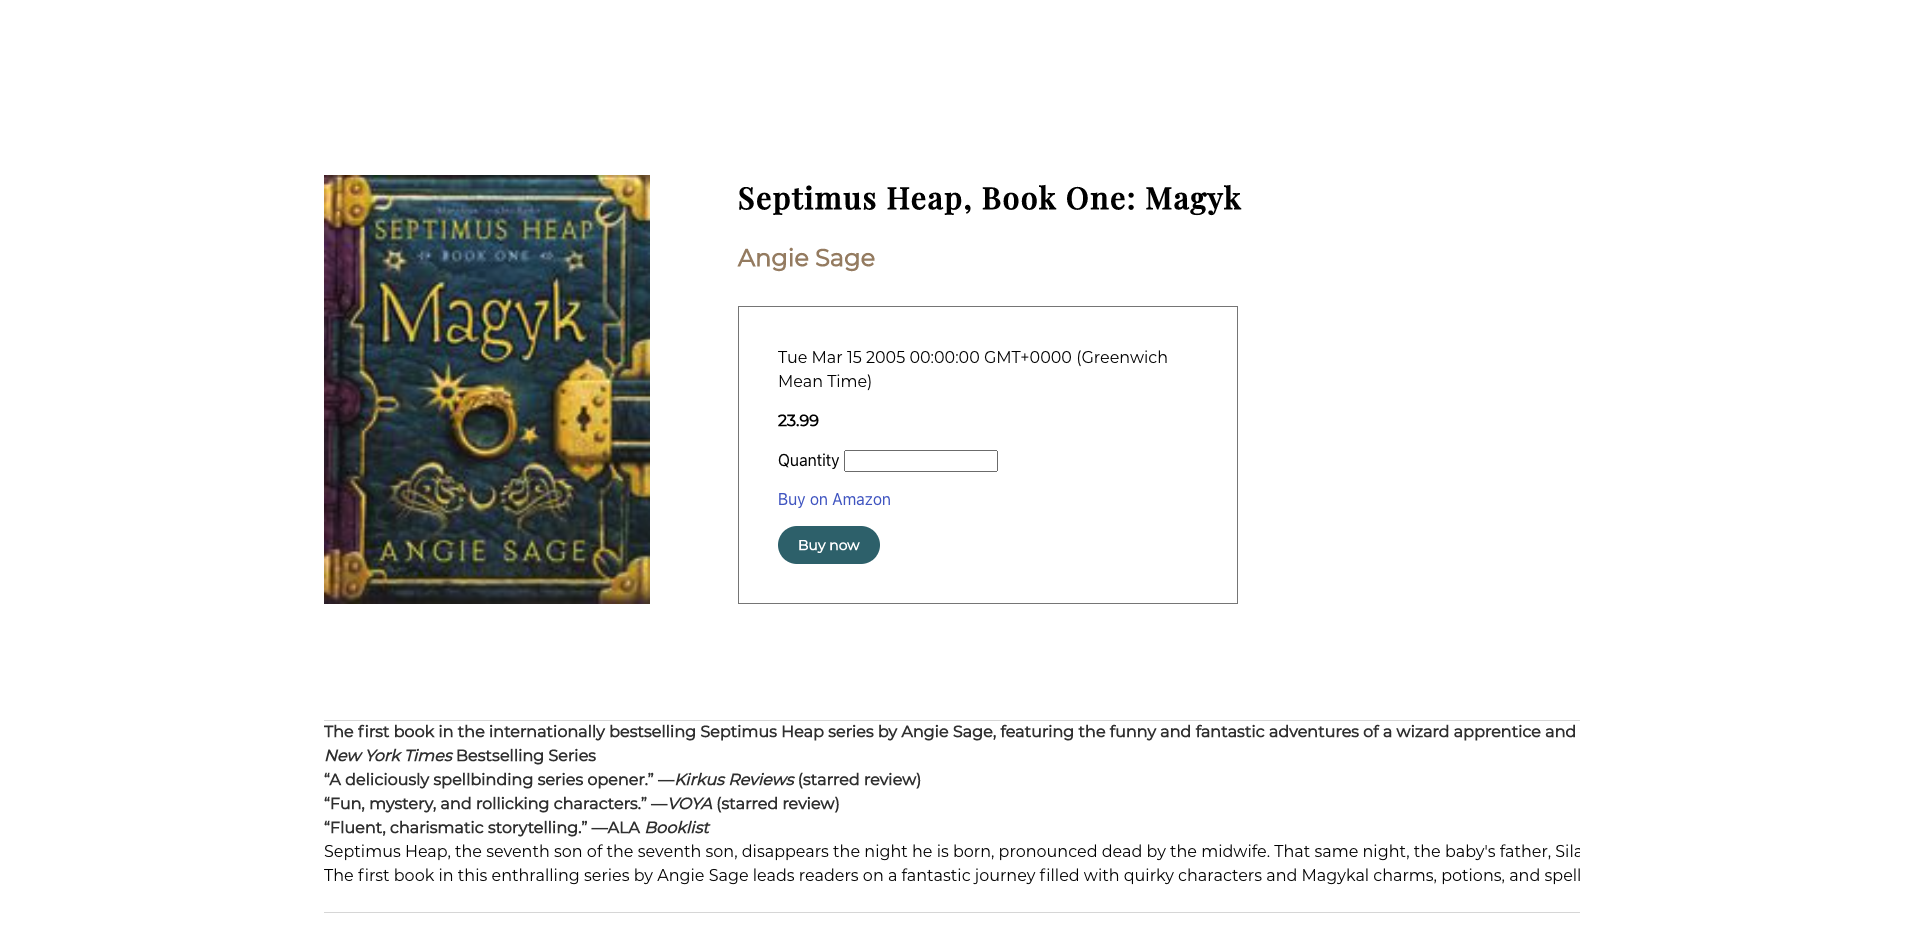 SEPTIMUS HEAP
BOOK ONE
Magyk
ANGIE SAGE
Septimus Heap, Book One: Magyk
Angie Sage
Tue Mar 15 2005 00:00:00 GMT+0000 (Greenwich
Mean Time)
23.99
Quantity
Buy on Amazon
Buy now
The first book in the internationally bestselling Septimus Heap series by Angie Sage, featuring the funny and fantastic adventures of a wizard apprentice and
New York Times Bestselling Series
“A deliciously spellbinding series opener.” —Kirkus Reviews (starred review)
“Fun, mystery, and rollicking characters.” —VOYA (starred review)
“Fluent, charismatic storytelling.” —ALA Booklist
Septimus Heap, the seventh son of the seventh son, disappears the night he is born, pronounced dead by the midwife. That same night, the baby's father, Sila
The first book in this enthralling series by Angie Sage leads readers on a fantastic journey filled with quirky characters and Magykal charms, potions, and spell